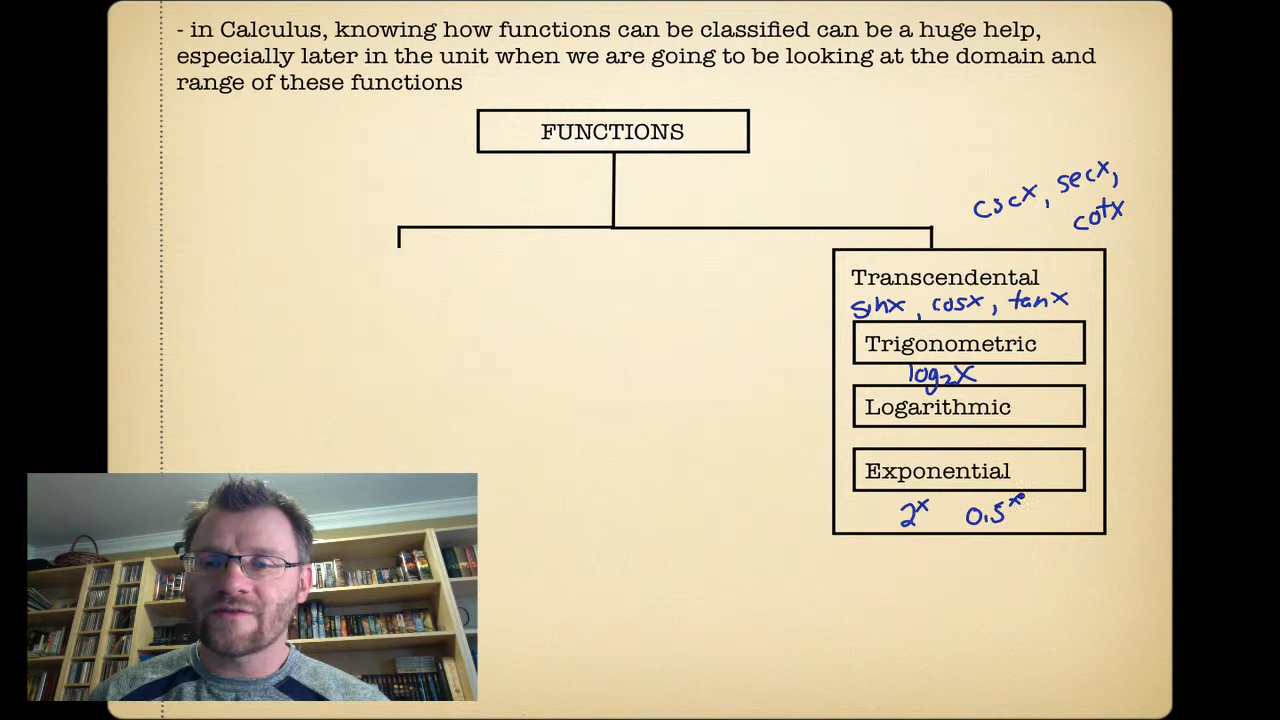 - in Calculus, knowing how functions can be classified can be a huge help,
especially later in the unit when we are going to be looking at the domain and
range of these functions
FUNCTIONS
cscx, secx,
cotx
Transcendental
sinx, cosx, tanx
Trigonometric
log₂x
Logarithmic
Exponential
2ˣ 0.5ˣ